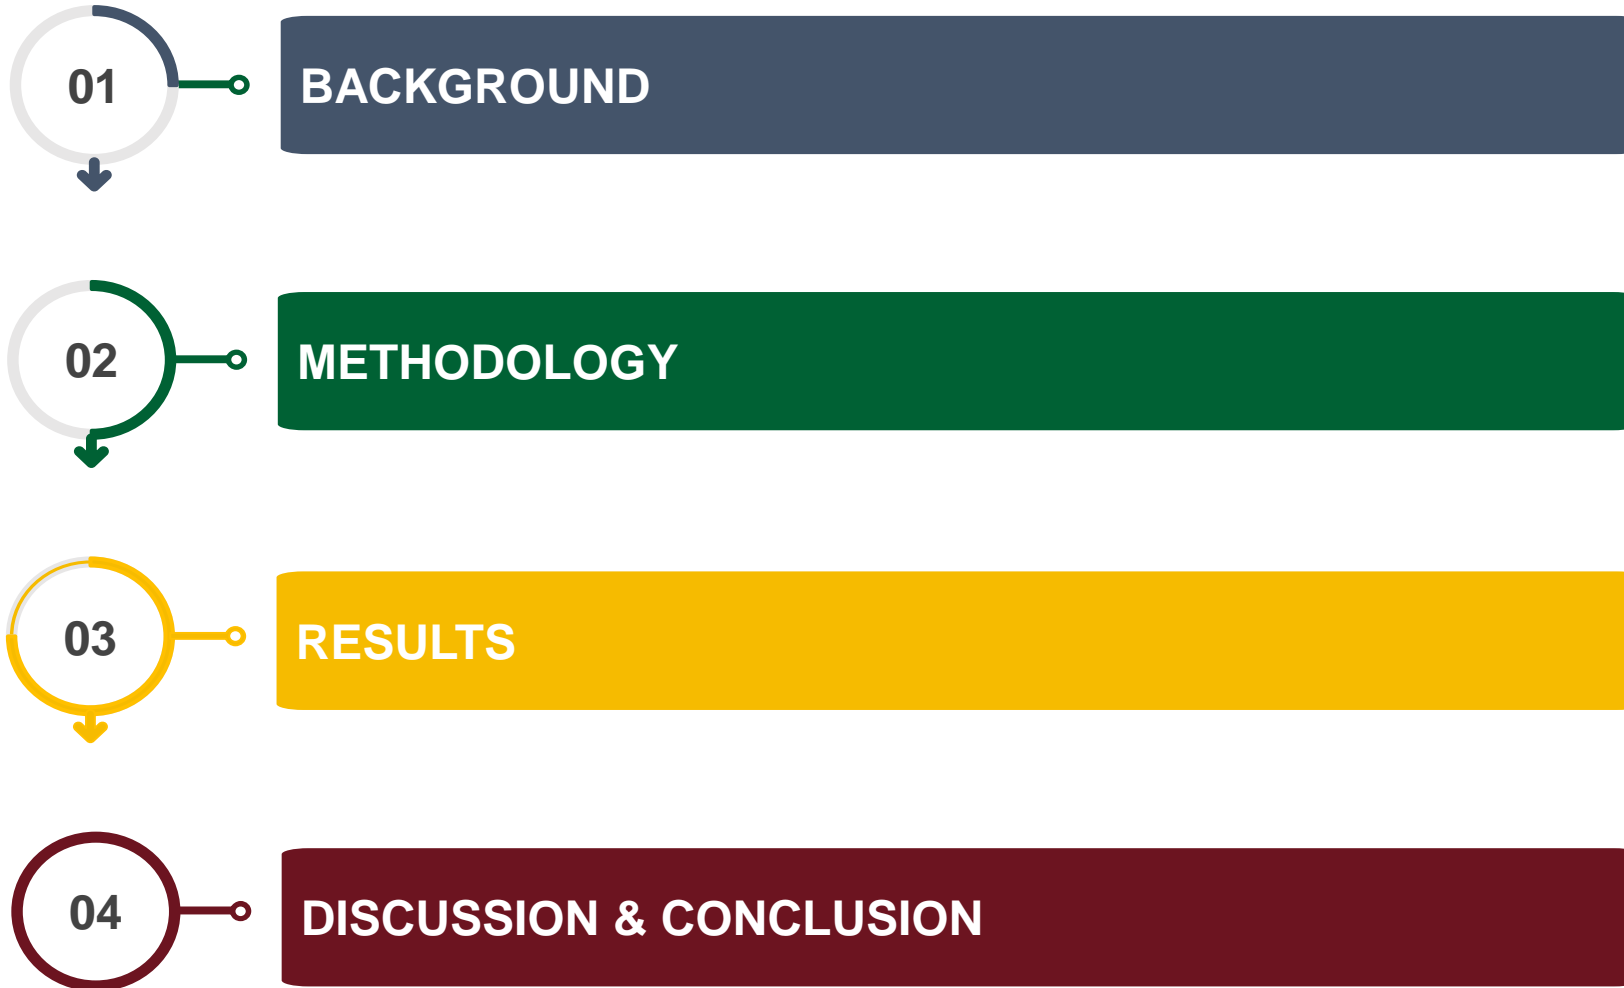 01
BACKGROUND
02
METHODOLOGY
03
RESULTS
04
DISCUSSION & CONCLUSION